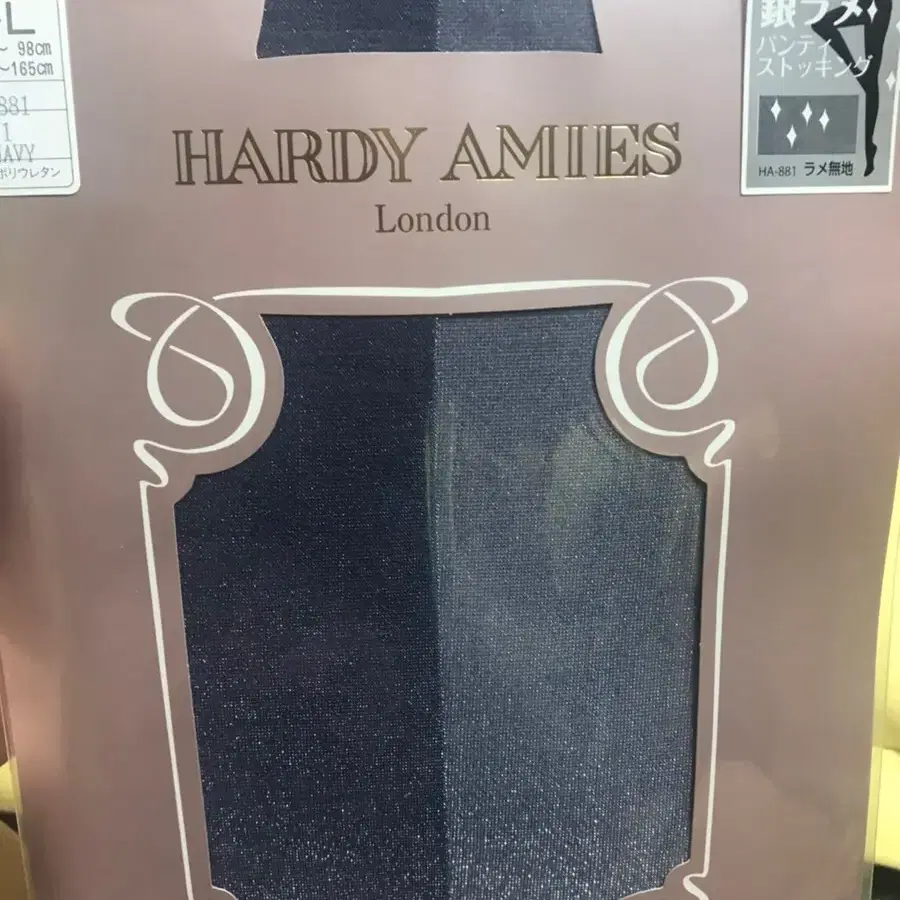 L
～ 98cm
～165cm
881
1
NAVY
ポリウレタン
銀ラメ
パンティ
ストッキング
HA-881 ラメ無地
HARDY AMIES
London